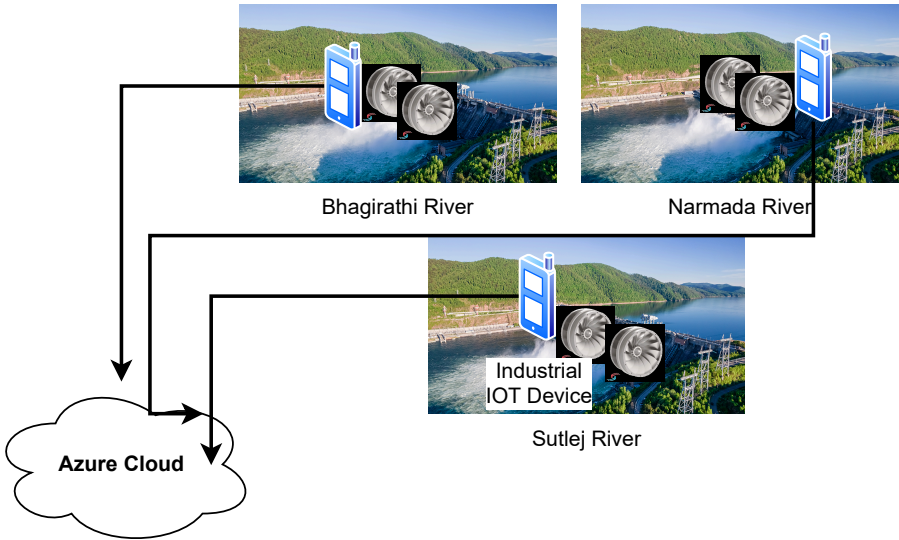 Bhagirathi River
Narmada River
Industrial
IOT Device
Sutlej River
Azure Cloud